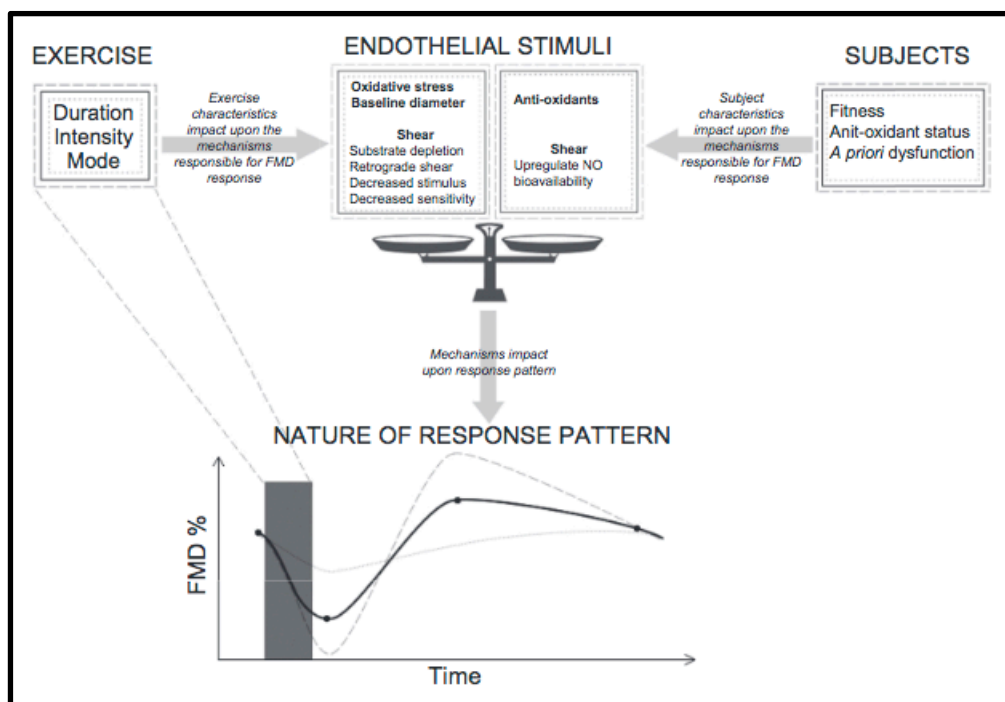 EXERCISE
Duration
Intensity
Mode
Exercise
characteristics
impact upon the
mechanisms
responsible for FMD
response
ENDOTHELIAL STIMULI
Oxidative stress
Baseline diameter
Shear
Substrate depletion
Retrograde shear
Decreased stimulus
Decreased sensitivity
Anti-oxidants
Shear
Upregulate NO
bioavailability
Subject
characteristics
impact upon the
mechanisms
responsible for FMD
response
SUBJECTS
Fitness
Anit-oxidant status
A priori dysfunction
Mechanisms impact
upon response pattern
NATURE OF RESPONSE PATTERN
FMD %
Time